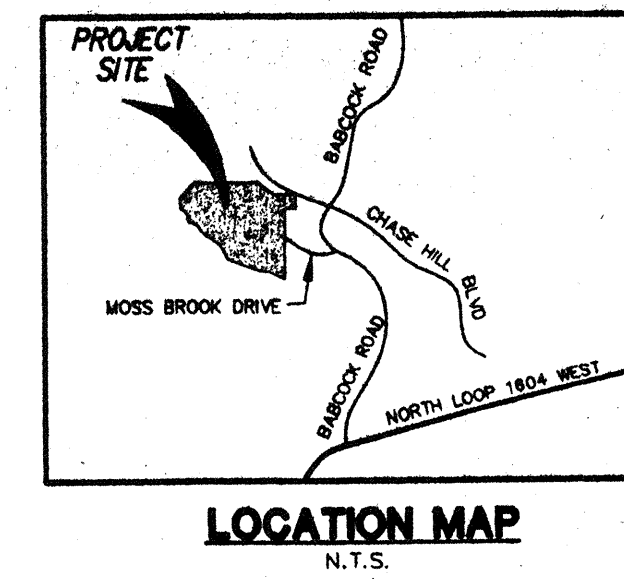 PROJECT
SITE
BABCOCK ROAD
CHASE HILL BLVD
MOSS BROOK DRIVE
BABCOCK ROAD
NORTH LOOP 1604 WEST
LOCATION MAP
N.T.S.